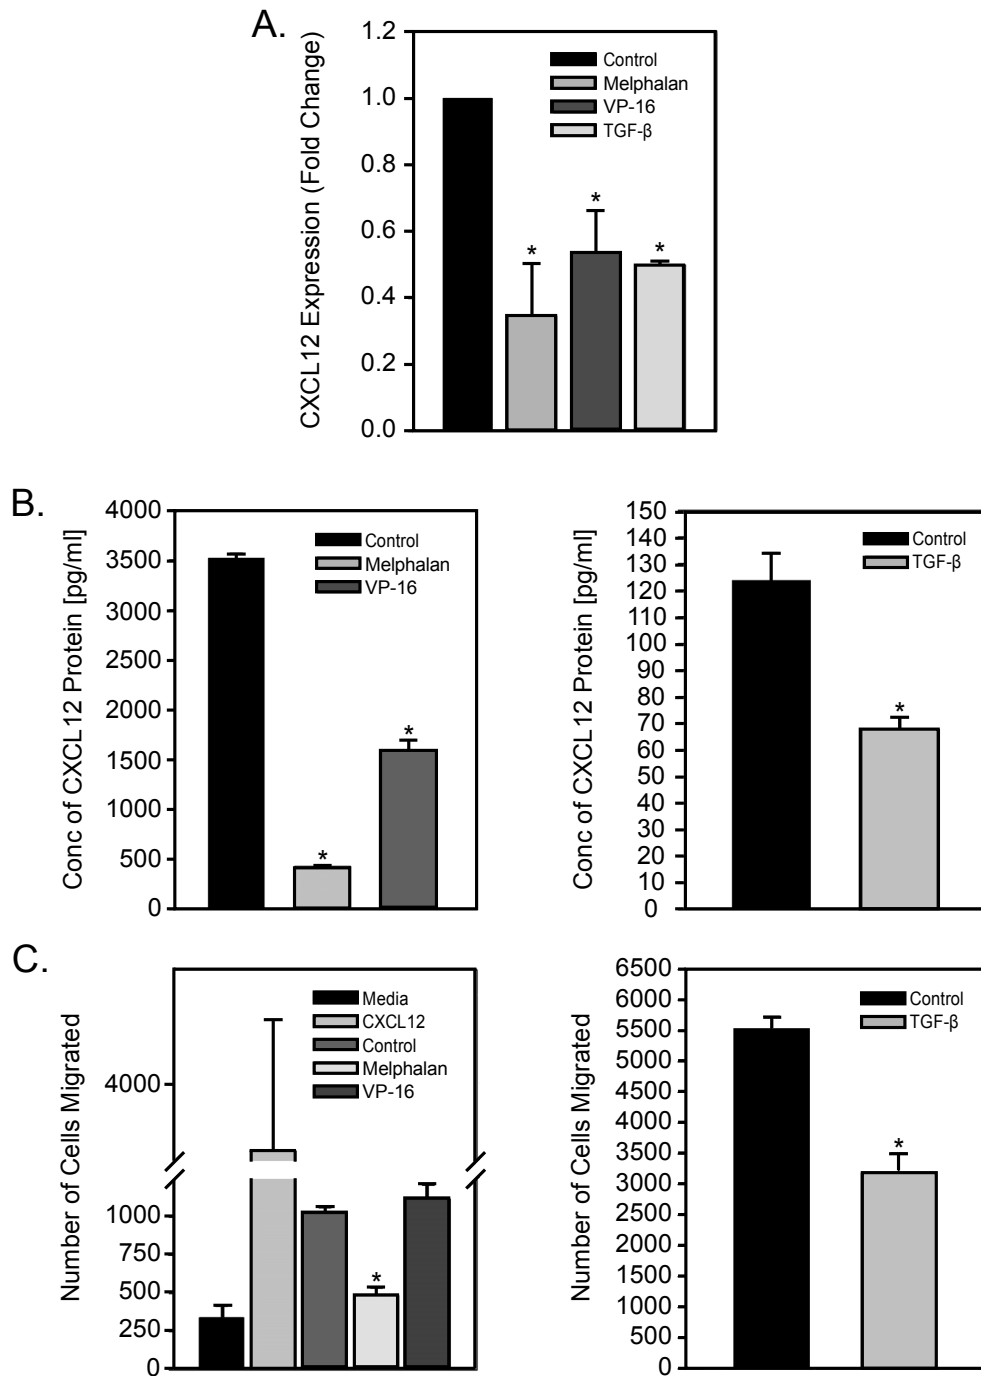 A.
CXCL12 Expression (Fold Change)
1.2
1.0
0.8
0.6
0.4
0.2
0.0
Control
Melphalan
VP-16
TGF-β
*
*
*
B.
Conc of CXCL12 Protein [pg/ml]
4000
3500
3000
2500
2000
1500
1000
500
0
Control
Melphalan
VP-16
*
*
Conc of CXCL12 Protein [pg/ml]
150
140
130
120
110
100
90
80
70
60
50
40
30
20
10
0
Control
TGF-β
*
C.
Number of Cells Migrated
4000
1000
750
500
250
0
Media
CXCL12
Control
Melphalan
VP-16
*
Number of Cells Migrated
6500
6000
5500
5000
4500
4000
3500
3000
2500
2000
1500
1000
500
0
Control
TGF-β
*